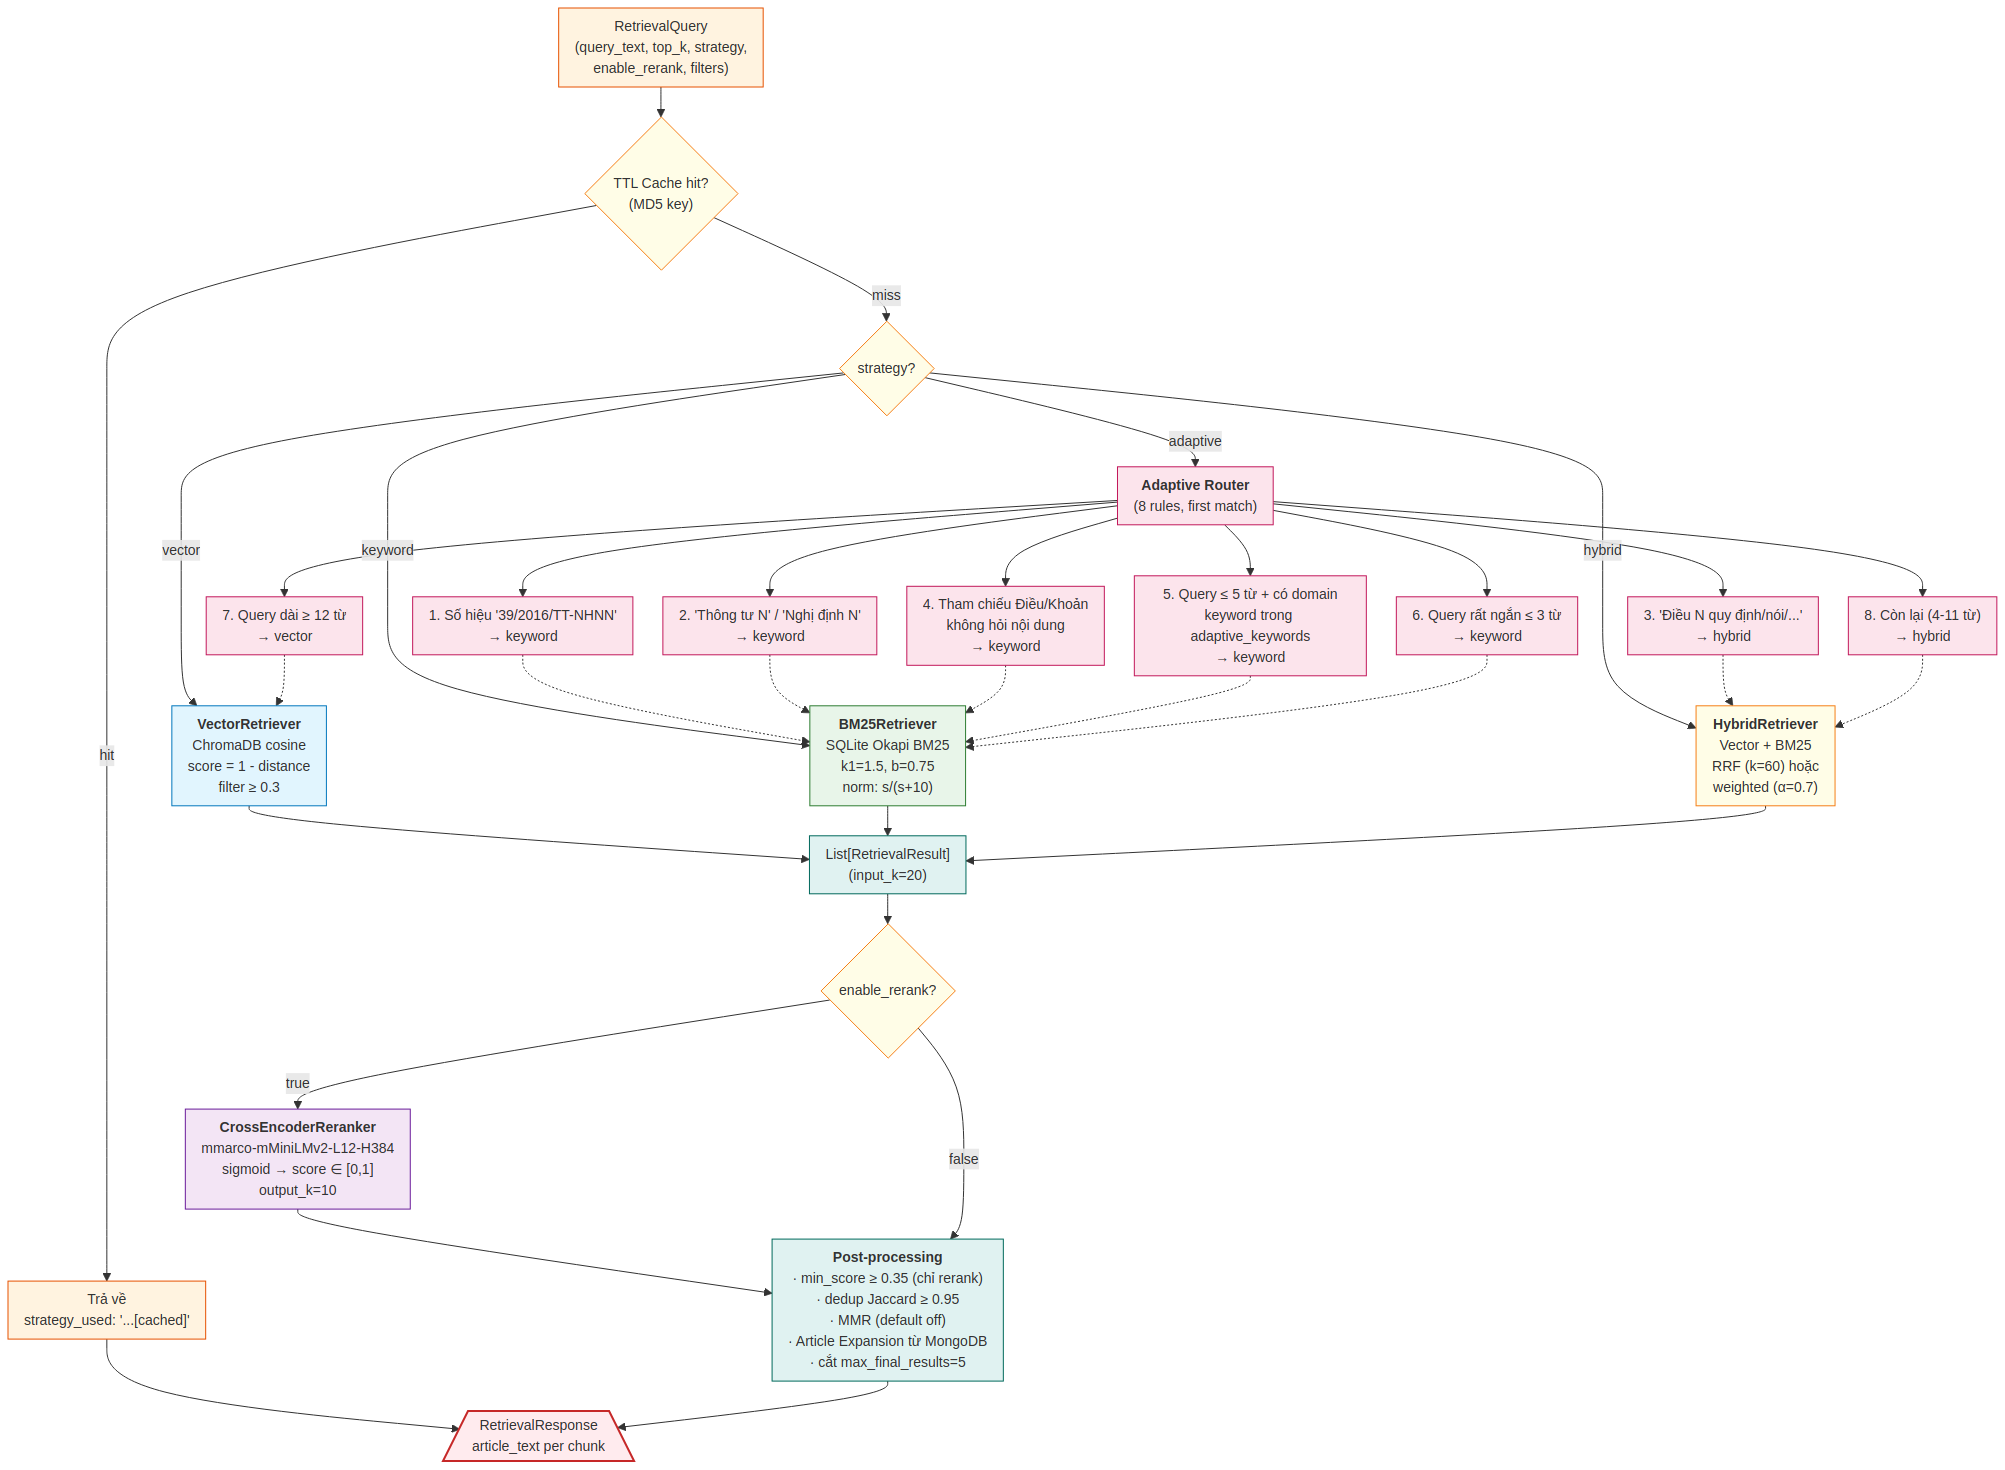 RetrievalQuery
(query_text, top_k, strategy,
enable_rerank, filters)
TTL Cache hit?
(MD5 key)
miss
strategy?
adaptive
Adaptive Router
(8 rules, first match)
vector
keyword
hybrid
7. Query dài ≥ 12 từ
→ vector
1. Số hiệu '39/2016/TT-NHNN'
→ keyword
2. 'Thông tư N' / 'Nghị định N'
→ keyword
4. Tham chiếu Điều/Khoản
không hỏi nội dung
→ keyword
5. Query ≤ 5 từ + có domain
keyword trong
adaptive_keywords
→ keyword
6. Query rất ngắn ≤ 3 từ
→ keyword
3. 'Điều N quy định/nói/...'
→ hybrid
8. Còn lại (4-11 từ)
→ hybrid
hit
VectorRetriever
ChromaDB cosine
score = 1 - distance
filter ≥ 0.3
BM25Retriever
SQLite Okapi BM25
k1=1.5, b=0.75
norm: s/(s+10)
HybridRetriever
Vector + BM25
RRF (k=60) hoặc
weighted (α=0.7)
List[RetrievalResult]
(input_k=20)
enable_rerank?
true
false
CrossEncoderReranker
mmarco-mMiniLMv2-L12-H384
sigmoid → score ∈ [0,1]
output_k=10
Post-processing
· min_score ≥ 0.35 (chỉ rerank)
· dedup Jaccard ≥ 0.95
· MMR (default off)
· Article Expansion từ MongoDB
· cắt max_final_results=5
Trả về
strategy_used: '...[cached]'
RetrievalResponse
article_text per chunk